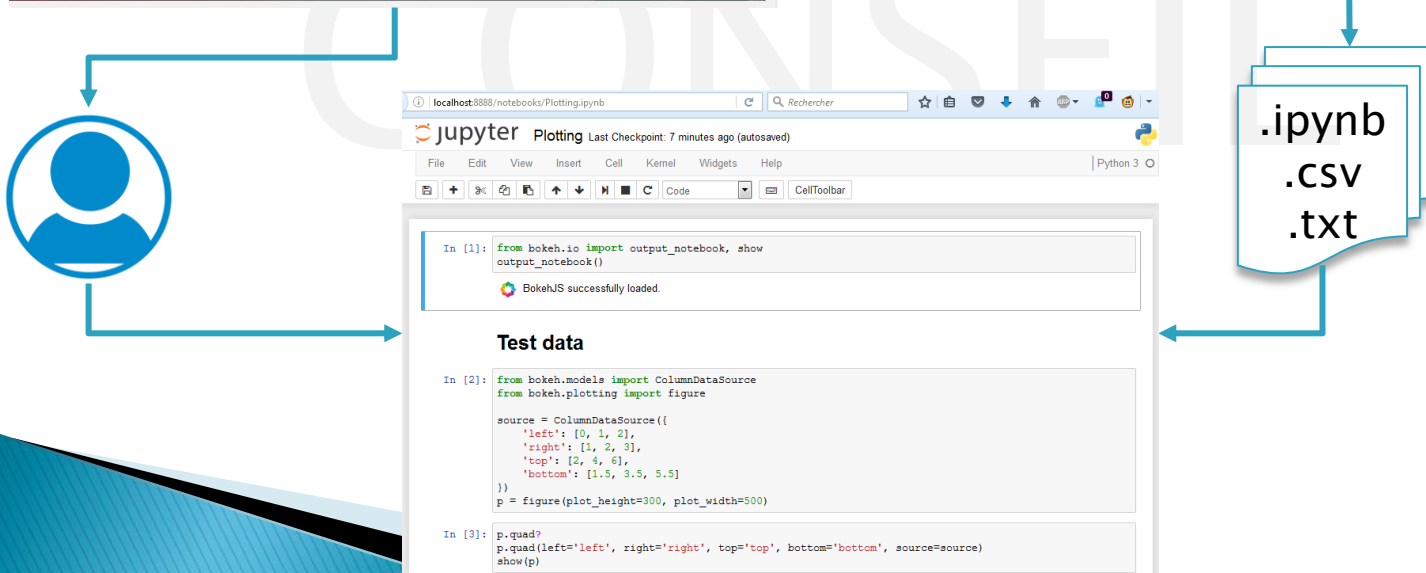 CONSEIL
localhost:8888/notebooks/Plotting.ipynb
Rechercher
ABP
0
jupyter Plotting Last Checkpoint: 7 minutes ago (autosaved)
File Edit View Insert Cell Kernel Widgets Help
Python 3
Code
CellToolbar
In [1]: from bokeh.io import output_notebook, show
output_notebook()
BokehJS successfully loaded.
Test data
In [2]: from bokeh.models import ColumnDataSource
from bokeh.plotting import figure
source = ColumnDataSource({
'left': [0, 1, 2],
'right': [1, 2, 3],
'top': [2, 4, 6],
'bottom': [1.5, 3.5, 5.5]
})
p = figure(plot_height=300, plot_width=500)
In [3]: p.quad?
p.quad(left='left', right='right', top='top', bottom='bottom', source=source)
show(p)
.ipynb
.csv
.txt